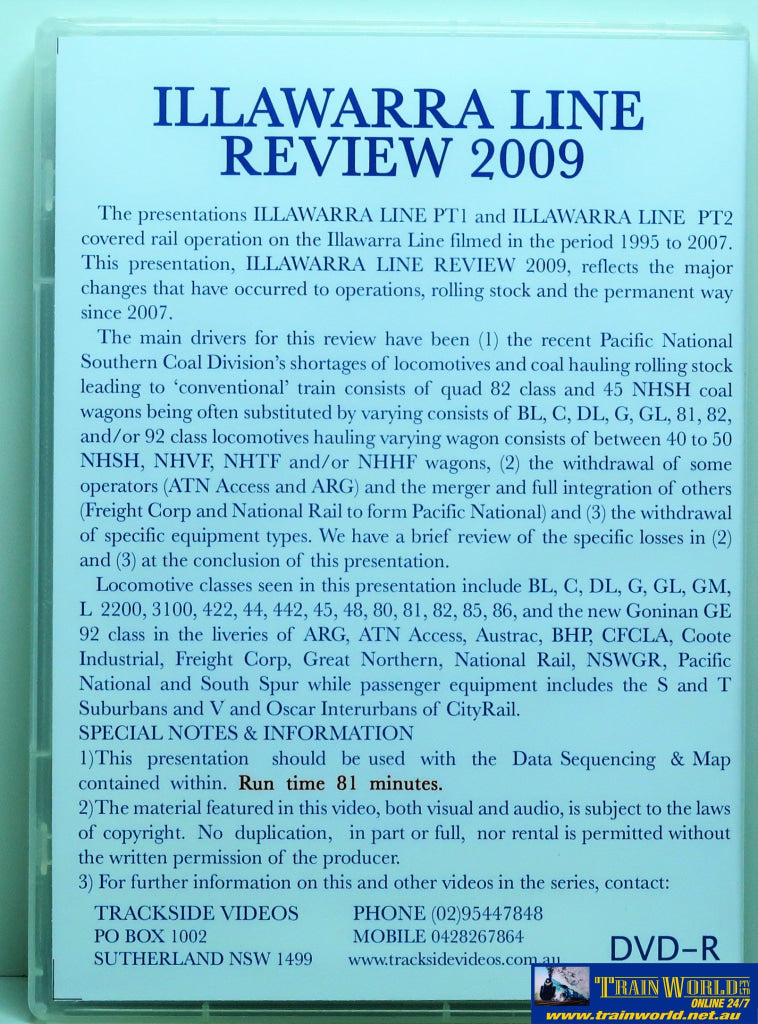 ILLAWARRA LINE
REVIEW 2009
The presentations ILLAWARRA LINE PT1 and ILLAWARRA LINE PT2
covered rail operation on the Illawarra Line filmed in the period 1995 to 2007.
This presentation, ILLAWARRA LINE REVIEW 2009, reflects the major
changes that have occurred to operations, rolling stock and the permanent way
since 2007.
The main drivers for this review have been (1) the recent Pacific National
Southern Coal Division's shortages of locomotives and coal hauling rolling stock
leading to 'conventional' train consists of quad 82 class and 45 NHSH coal
wagons being often substituted by varying consists of BL, C, DL, G, GL, 81, 82,
and/or 92 class locomotives hauling varying wagon consists of between 40 to 50
NHSH, NHVF, NHTF and/or NHHF wagons, (2) the withdrawal of some
operators (ATN Access and ARG) and the merger and full integration of others
(Freight Corp and National Rail to form Pacific National) and (3) the withdrawal
of specific equipment types. We have a brief review of the specific losses in (2)
and (3) at the conclusion of this presentation.
Locomotive classes seen in this presentation include BL, C, DL, G, GL, GM,
L 2200, 3100, 422, 44, 442, 45, 48, 80, 81, 82, 85, 86, and the new Goninan GE
92 class in the liveries of ARG, ATN Access, Austrac, BHP, CFCLA, Coote
Industrial, Freight Corp, Great Northern, National Rail, NSWGR, Pacific
National and South Spur while passenger equipment includes the S and T
Suburbans and V and Oscar Interurbans of CityRail.
SPECIAL NOTES & INFORMATION
1)This presentation should be used with the Data Sequencing & Map
contained within. Run time 81 minutes.
2)The material featured in this video, both visual and audio, is subject to the laws
of copyright. No duplication, in part or full, nor rental is permitted without
the written permission of the producer.
3) For further information on this and other videos in the series, contact:
TRACKSIDE VIDEOS PHONE (02)95447848
PO BOX 1002 MOBILE 0428267864
SUTHERLAND NSW 1499 www.tracksidevideos.com.au
DVD-R
TRAIN WORLD PTY LTD
ONLINE 24/7
www.trainworld.net.au